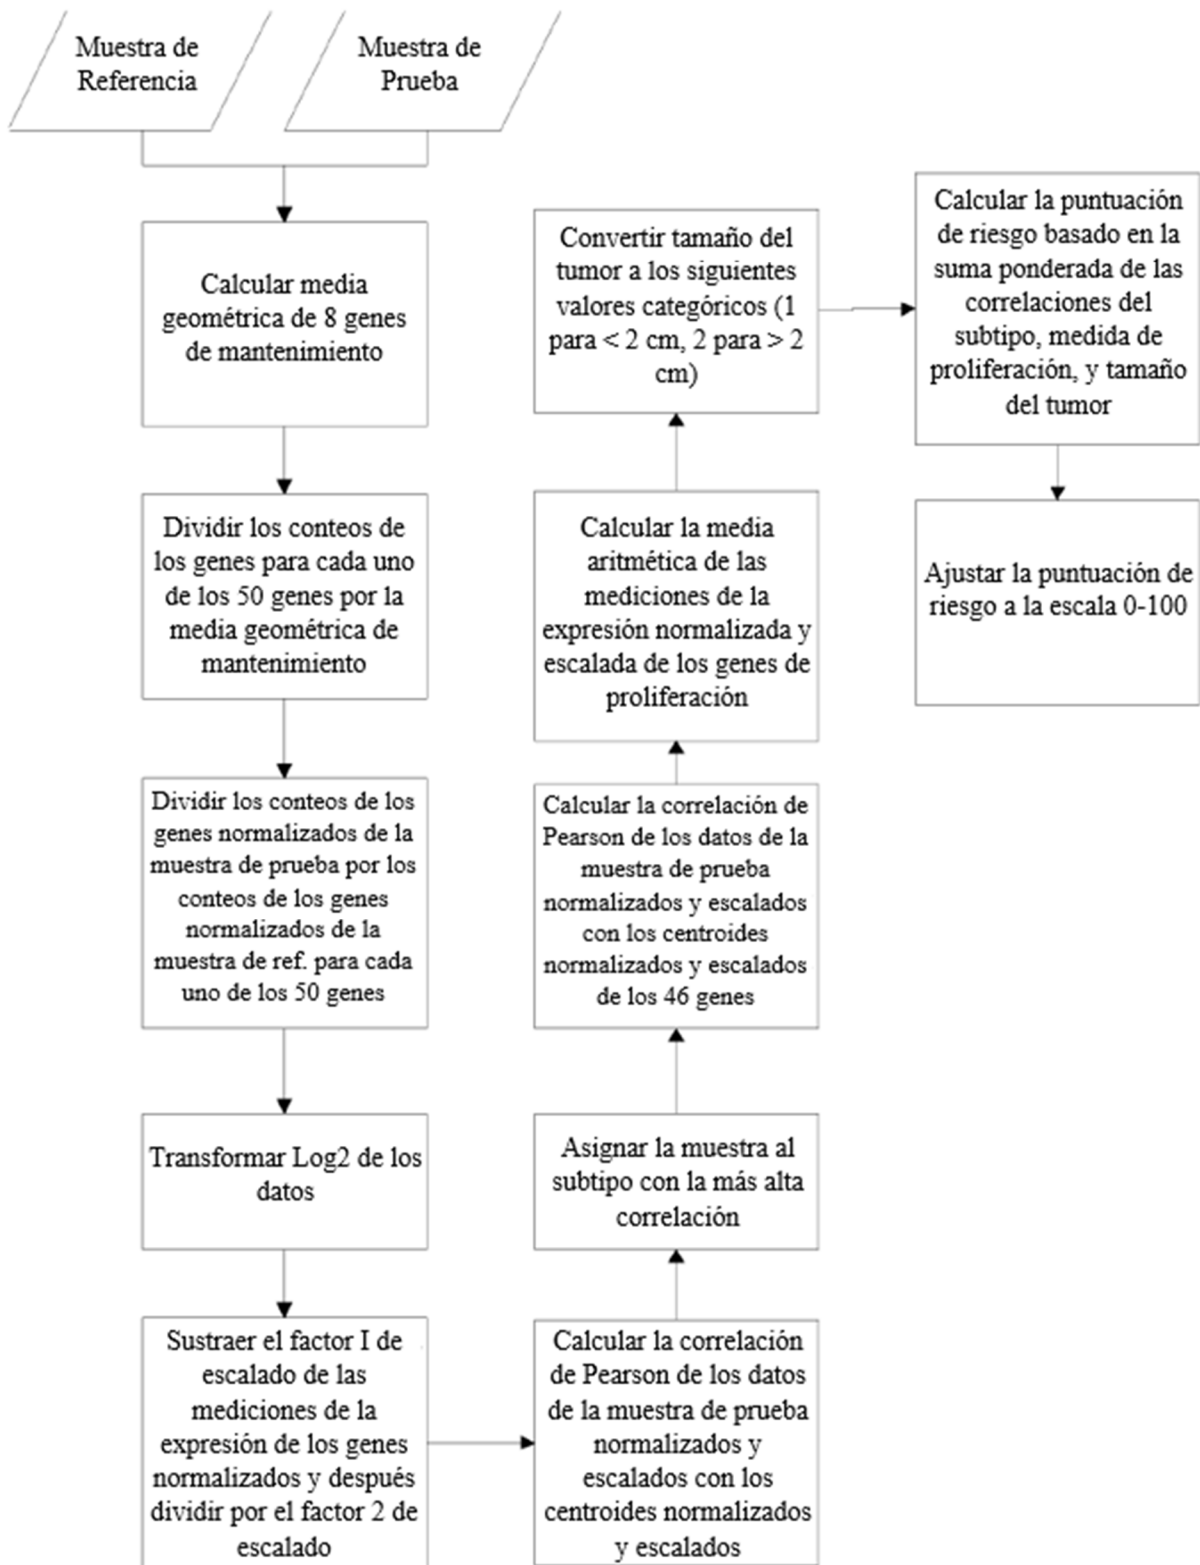 Muestra de
Referencia
Muestra de
Prueba
Calcular media
geométrica de 8 genes
de mantenimiento
Dividir los conteos de
los genes para cada uno
de los 50 genes por la
media geométrica de
mantenimiento
Dividir los conteos de los
genes normalizados de la
muestra de prueba por los
conteos de los genes
normalizados de la
muestra de ref. para cada
uno de los 50 genes
Transformar Log2 de los
datos
Sustraer el factor I de
escalado de las
mediciones de la
expresión de los genes
normalizados y después
dividir por el factor 2 de
escalado
Calcular la correlación
de Pearson de los datos
de la muestra de prueba
normalizados y
escalados con los
centroides normalizados
y escalados
Asignar la muestra al
subtipo con la más alta
correlación
Calcular la correlación de
Pearson de los datos de la
muestra de prueba
normalizados y escalados
con los centroides
normalizados y escalados
de los 46 genes
Calcular la media
aritmética de las
mediciones de la
expresión normalizada y
escalada de los genes de
proliferación
Convertir tamaño del
tumor a los siguientes
valores categóricos (1
para < 2 cm, 2 para > 2
cm)
Calcular la puntuación
de riesgo basado en la
suma ponderada de las
correlaciones del
subtipo, medida de
proliferación, y tamaño
del tumor
Ajustar la puntuación de
riesgo a la escala 0-100